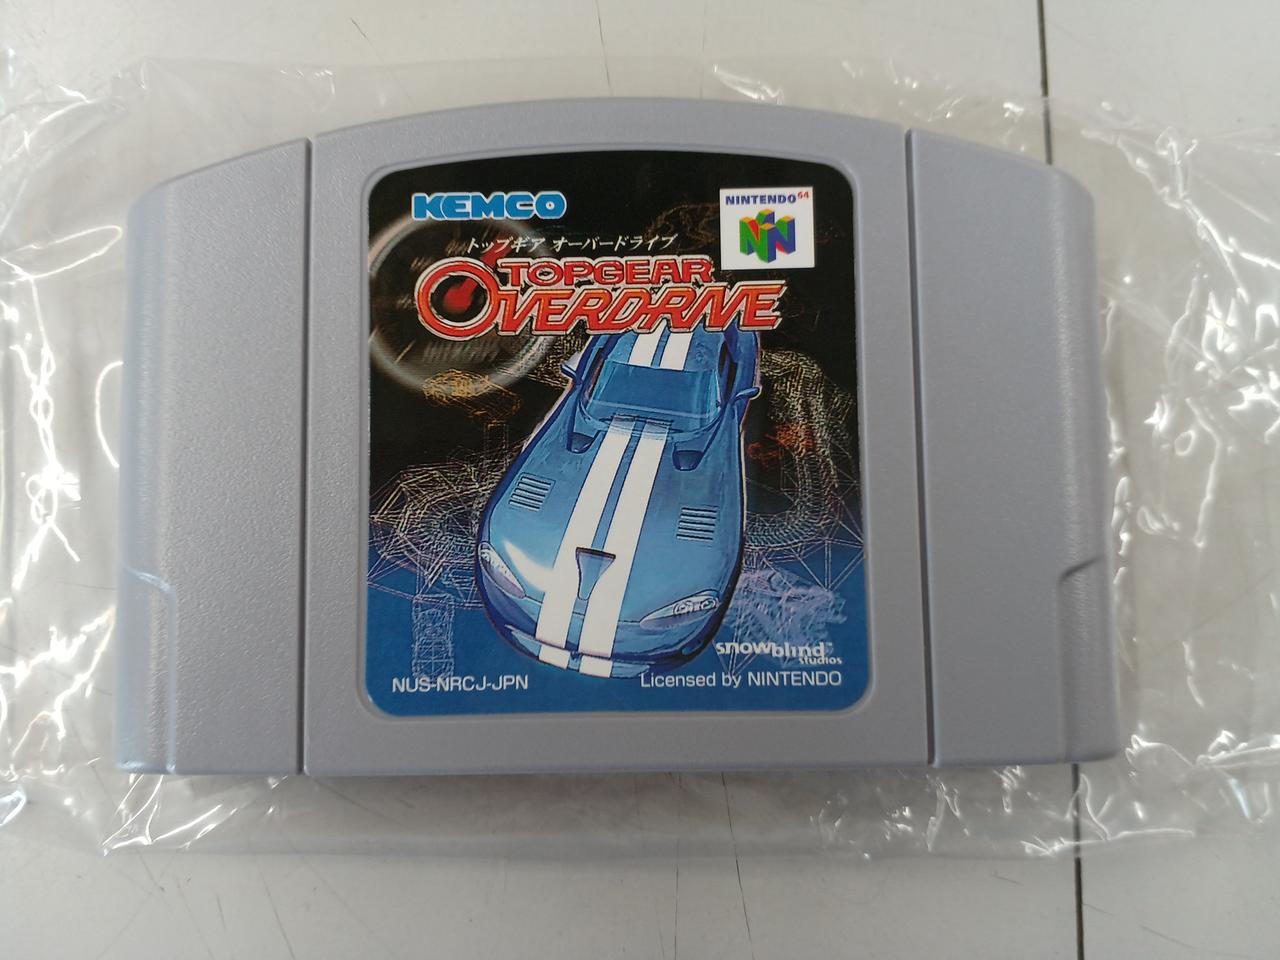 KEMCO
NINTENDO64
トップギア オーバードライブ
TOPGEAR
OVERDRIVE
snowblind™
studios
NUS-NRCJ-JPN
Licensed by NINTENDO